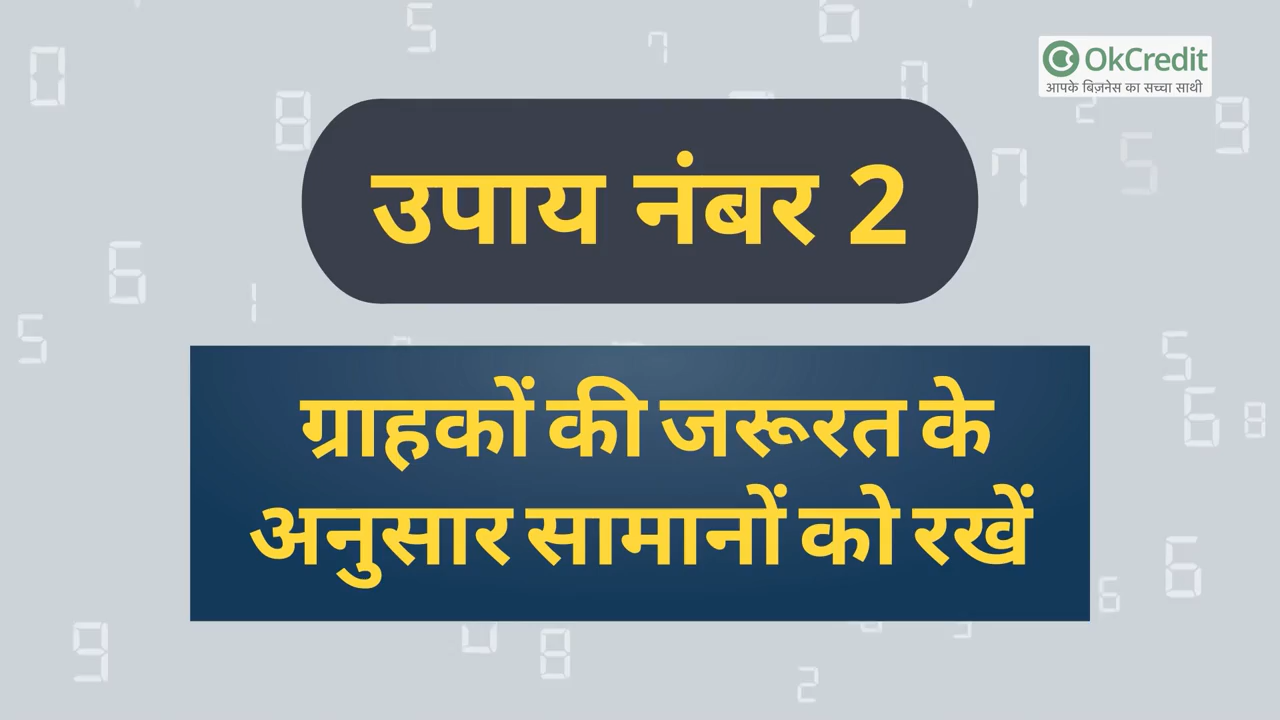 OkCredit
आपके बिज़नेस का सच्चा साथी
उपाय नंबर 2
ग्राहकों की जरूरत के
अनुसार सामानों को रखें